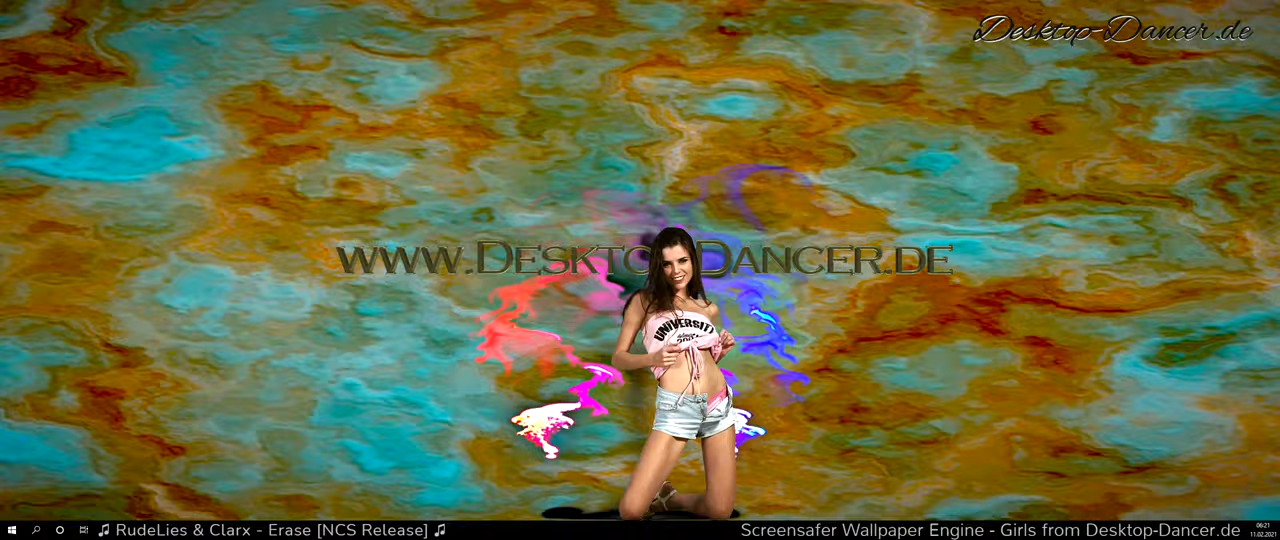 Desktop-Dancer.de
www.Desktop-Dancer.de
UNIVERSITY
♫ RudeLies & Clarx - Erase [NCS Release] ♫
Screensafer Wallpaper Engine - Girls from Desktop-Dancer.de
06:21
11.02.2021